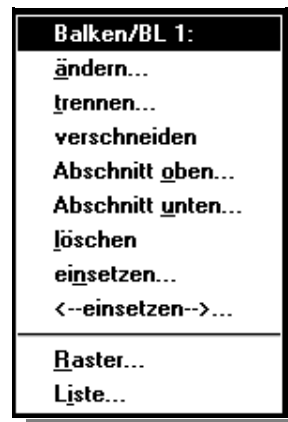 Balken/BL 1:
ändern...
trennen...
verschneiden
Abschnitt oben...
Abschnitt unten...
löschen
einsetzen...
<--einsetzen-->...
Raster...
Liste...